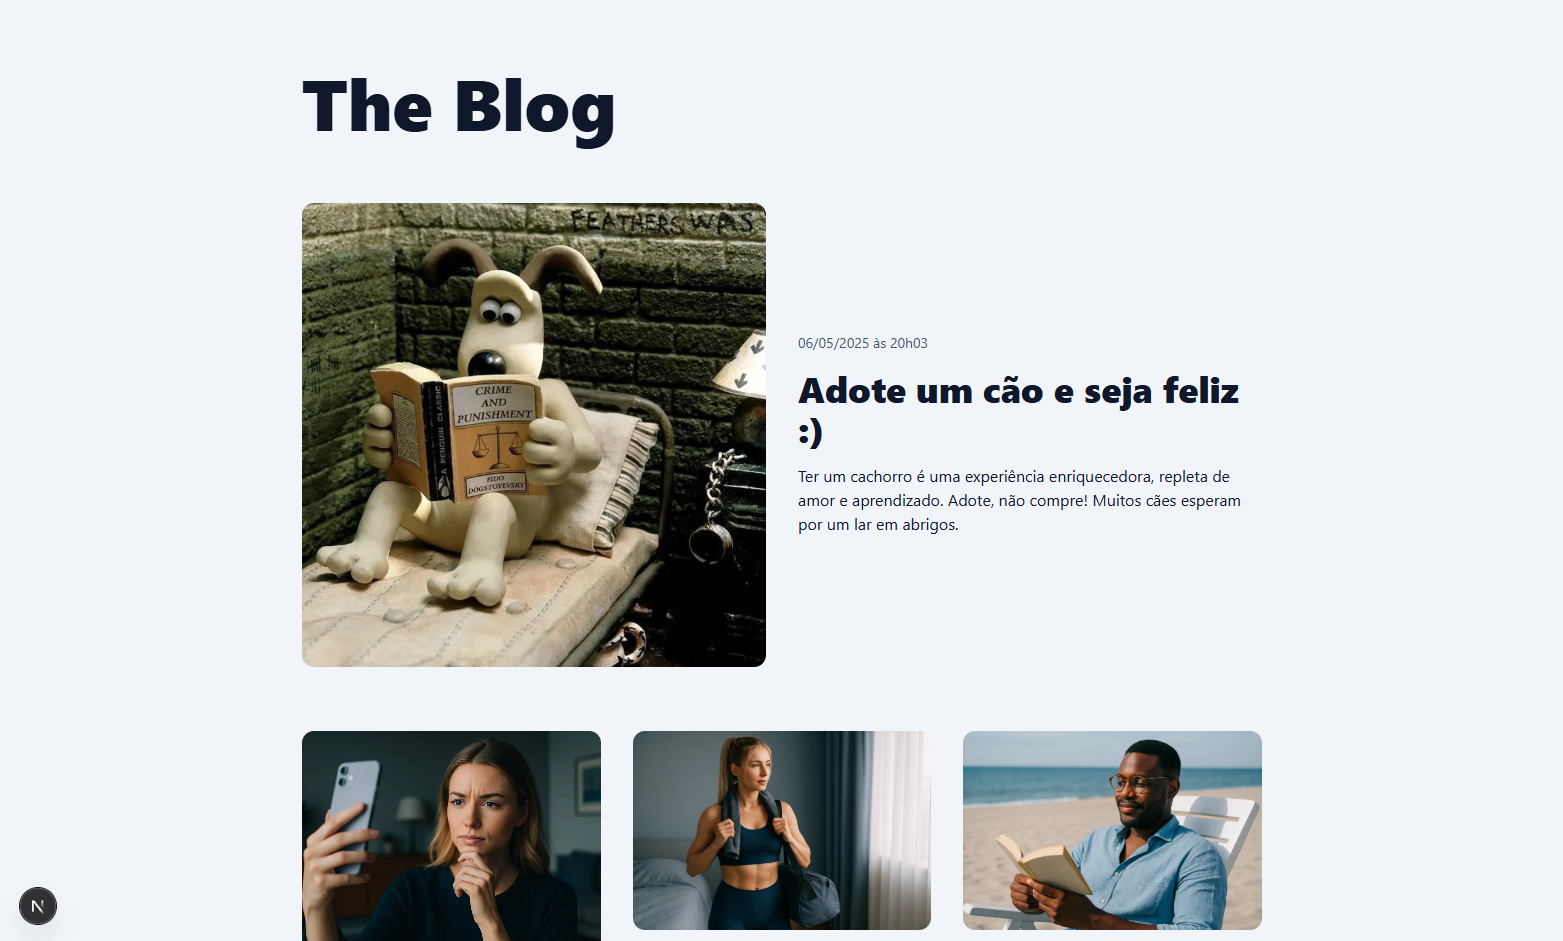 The Blog
FEATHERS WAS
CRIME
AND
PUNISHMENT
A PENGUIN CLASSIC
FIDO
DOGSTOYEVSKY
06/05/2025 às 20h03
Adote um cão e seja feliz
:)
Ter um cachorro é uma experiência enriquecedora, repleta de
amor e aprendizado. Adote, não compre! Muitos cães esperam
por um lar em abrigos.
N